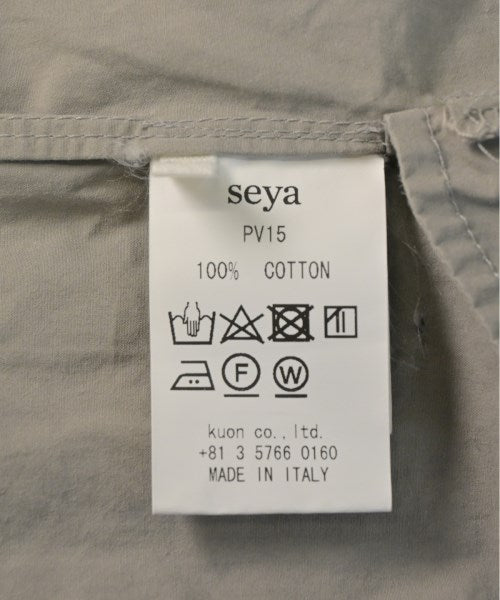 seya
PV15
100% COTTON
F W
kuon co., ltd.
+81 3 5766 0160
MADE IN ITALY